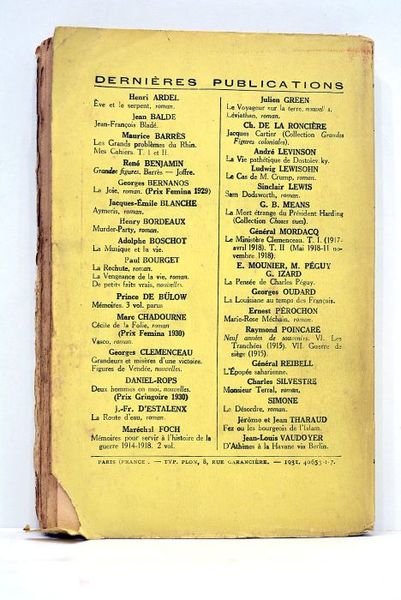 DERNIÈRES PUBLICATIONS
Henri ARDEL
Ève et le serpent, roman.
Jean BALDE
Jean-François Bladé.
Maurice BARRÈS
Les Grands problèmes du Rhin.
Mes Cahiers. T. I et II.
René BENJAMIN
Grandes figures. Barrès — Joffre.
Georges BERNANOS
La Joie, roman. (Prix Femina 1929)
Jacques-Émile BLANCHE
Aymeris, roman.
Henry BORDEAUX
Murder-Party, roman.
Adolphe BOSCHOT
La Musique et la vie.
Paul BOURGET
La Rechute, roman.
La Vengeance de la vie, roman.
De petits faits vrais, nouvelles.
Prince DE BÜLOW
Mémoires. 3 vol. parus
Marc CHADOURNE
Cécile de la Folie, roman
(Prix Femina 1930)
Vasco, roman.
Georges CLEMENCEAU
Grandeurs et misères d'une victoire.
Figures de Vendée, nouvelles.
DANIEL-ROPS
Deux hommes en moi, nouvelles.
(Prix Gringoire 1930)
J.-Fr. D'ESTALENX
La Route d'eau, roman.
Maréchal FOCH
Mémoires pour servir à l'histoire de la
guerre 1914-1918. 2 vol.
Julien GREEN
Le Voyageur sur la terre,
Léviathan, roman.
Ch. DE LA RONCIÈRE
Jacques Cartier (Collection Grandes
Figures coloniales).
André LEVINSON
La Vie pathétique de Dostoievky.
Ludwig LEWISOHN
Le Cas de M. Crump, roman.
Sinclair LEWIS
Sam Dodsworth, roman.
G. B. MEANS
La Mort étrange du Président Harding
(Collection Choses vues).
Général MORDACQ
Le Ministère Clemenceau. T. I. (1917-
avril 1918). T. II (Mai 1918-11 no-
vembre 1918).
E. MOUNIER, M. PÉGUY
G. IZARD
La Pensée de Charles Péguy.
Georges OUDARD
La Louisiane au temps des Français.
Ernest PÉROCHON
Marie-Rose Méchain, roman.
Raymond POINCARÉ
Neuf années de souvenirs. VI. Les
Tranchées (1915). VII. Guerre de
siège (1915).
Général REIBELL
L'Épopée saharienne.
Charles SILVESTRE
Monsieur Terral, roman.
SIMONE
Le Désordre, roman.
Jérôme et Jean THARAUD
Fez ou les bourgeois de l'Islam.
Jean-Louis VAUDOYER
D'Athènes à la Havane via Berlin.
PARIS (FRANCE). — TYP. PLON, 8, RUE GARANCIÈRE. — 1931. 40653-1-7.